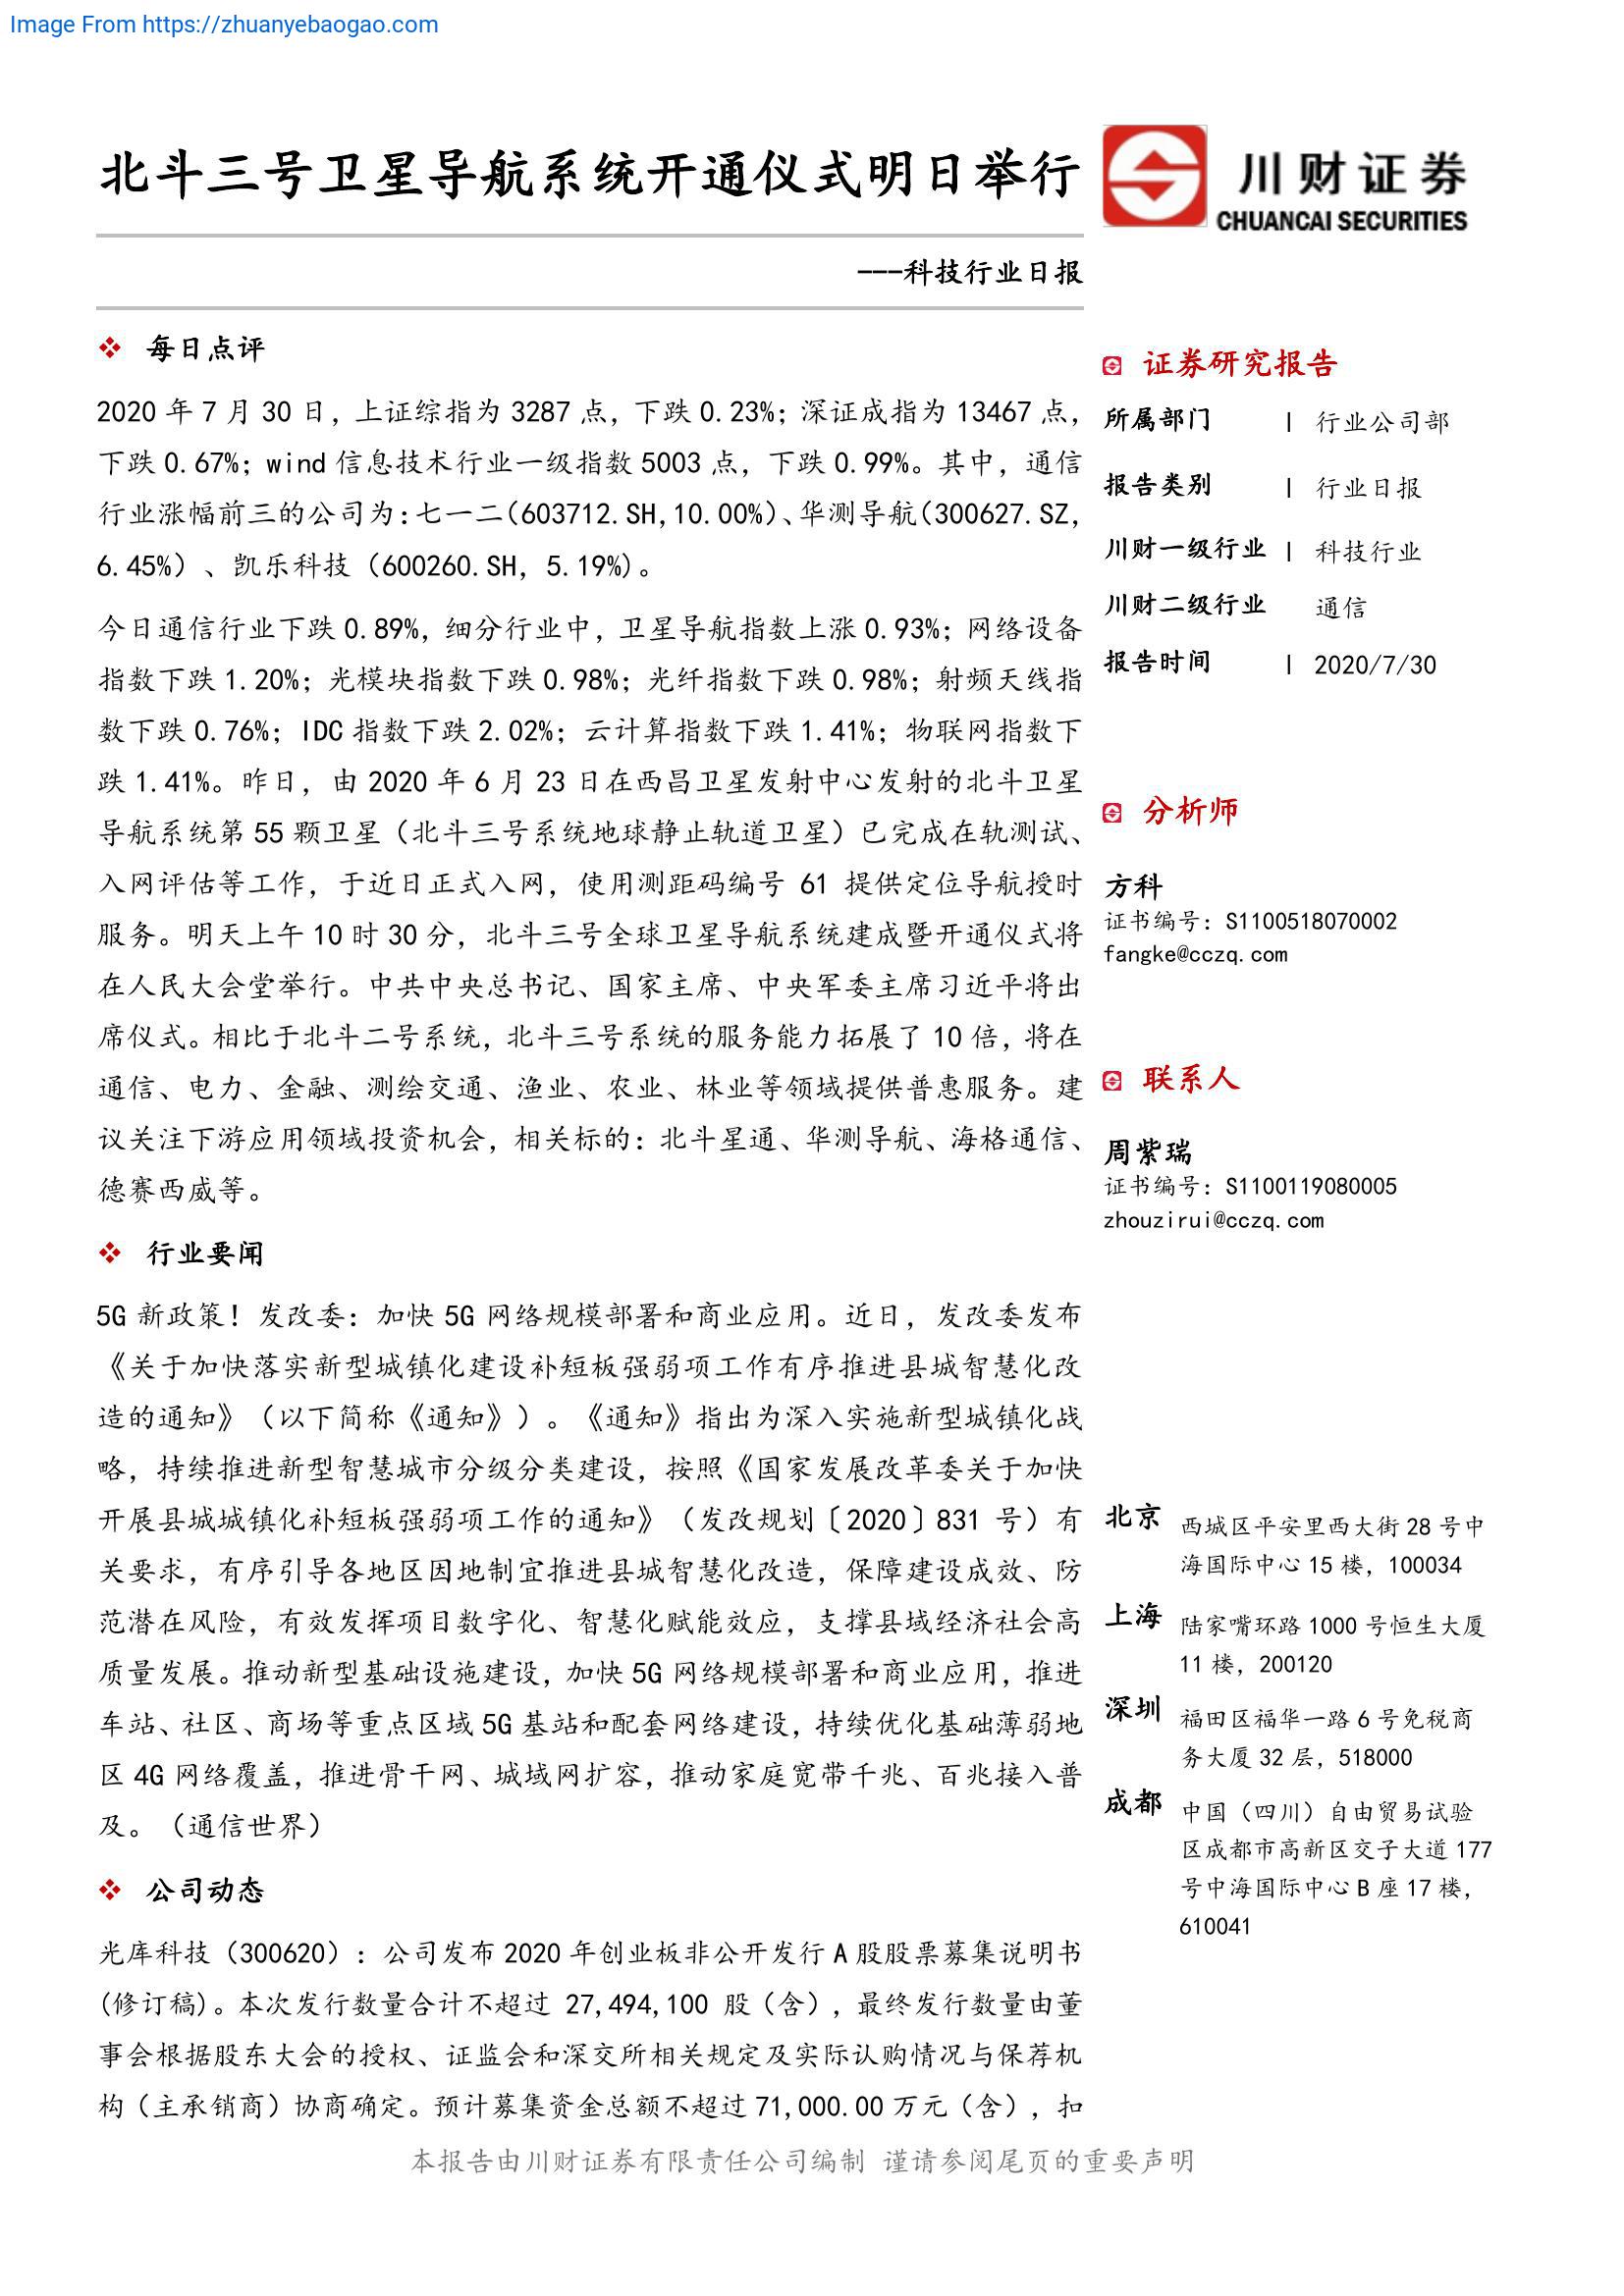 Image From https://zhuanyebaogao.com
北斗三号卫星导航系统开通仪式明日举行
川财证券
CHUANCAI SECURITIES
---科技行业日报
每日点评
2020 年 7 月 30 日，上证综指为 3287 点，下跌 0.23%；深证成指为 13467 点，
下跌 0.67%；wind 信息技术行业一级指数 5003 点，下跌 0.99%。其中，通信
行业涨幅前三的公司为：七一二（603712.SH,10.00%）、华测导航（300627.SZ,
6.45%）、凯乐科技（600260.SH, 5.19%）。
今日通信行业下跌 0.89%，细分行业中，卫星导航指数上涨 0.93%；网络设备
指数下跌 1.20%；光模块指数下跌 0.98%；光纤指数下跌 0.98%；射频天线指
数下跌 0.76%；IDC 指数下跌 2.02%；云计算指数下跌 1.41%；物联网指数下
跌 1.41%。昨日，由 2020 年 6 月 23 日在西昌卫星发射中心发射的北斗卫星
导航系统第 55 颗卫星（北斗三号系统地球静止轨道卫星）已完成在轨测试、
入网评估等工作，于近日正式入网，使用测距码编号 61 提供定位导航授时
服务。明天上午 10 时 30 分，北斗三号全球卫星导航系统建成暨开通仪式将
在人民大会堂举行。中共中央总书记、国家主席、中央军委主席习近平将出
席仪式。相比于北斗二号系统，北斗三号系统的服务能力拓展了 10 倍，将在
通信、电力、金融、测绘交通、渔业、农业、林业等领域提供普惠服务。建
议关注下游应用领域投资机会，相关标的：北斗星通、华测导航、海格通信、
德赛西威等。
行业要闻
5G 新政策！发改委：加快 5G 网络规模部署和商业应用。近日，发改委发布
《关于加快落实新型城镇化建设补短板强弱项工作有序推进县城智慧化改
造的通知》（以下简称《通知》）。《通知》指出为深入实施新型城镇化战
略，持续推进新型智慧城市分级分类建设，按照《国家发展改革委关于加快
开展县城城镇化补短板强弱项工作的通知》（发改规划〔2020〕831 号）有
关要求，有序引导各地区因地制宜推进县城智慧化改造，保障建设成效、防
范潜在风险，有效发挥项目数字化、智慧化赋能效应，支撑县域经济社会高
质量发展。推动新型基础设施建设，加快 5G 网络规模部署和商业应用，推进
车站、社区、商场等重点区域 5G 基站和配套网络建设，持续优化基础薄弱地
区 4G 网络覆盖，推进骨干网、城域网扩容，推动家庭宽带千兆、百兆接入普
及。（通信世界）
公司动态
光库科技（300620）：公司发布 2020 年创业板非公开发行 A 股股票募集说明书
(修订稿)。本次发行数量合计不超过 27,494,100 股（含），最终发行数量由董
事会根据股东大会的授权、证监会和深交所相关规定及实际认购情况与保荐机
构（主承销商）协商确定。预计募集资金总额不超过 71,000.00 万元（含），扣
证券研究报告
所属部门 | 行业公司部
报告类别 | 行业日报
川财一级行业 | 科技行业
川财二级行业 通信
报告时间 | 2020/7/30
分析师
方科
证书编号：S1100518070002
fangke@cczq.com
联系人
周紫瑞
证书编号：S1100119080005
zhouzirui@cczq.com
北京 西城区平安里西大街 28 号中
海国际中心 15 楼，100034
上海 陆家嘴环路 1000 号恒生大厦
11 楼，200120
深圳 福田区福华一路 6 号免税商
务大厦 32 层，518000
成都 中国（四川）自由贸易试验
区成都市高新区交子大道 177
号中海国际中心 B 座 17 楼，
610041
本报告由川财证券有限责任公司编制 谨请参阅尾页的重要声明